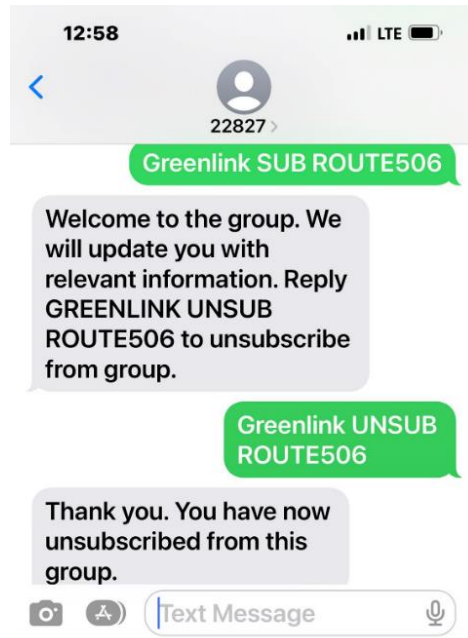 12:58 LTE
22827
Greenlink SUB ROUTE506
Welcome to the group. We
will update you with
relevant information. Reply
GREENLINK UNSUB
ROUTE506 to unsubscribe
from group.
Greenlink UNSUB
ROUTE506
Thank you. You have now
unsubscribed from this
group.
Text Message